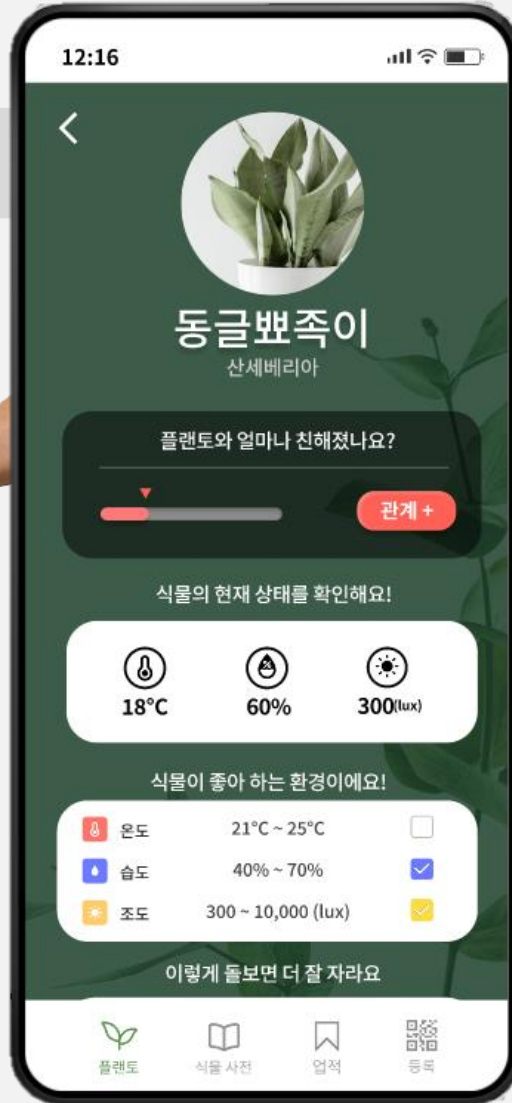 12:16
동글뾰족이
산세베리아
플랜토와 얼마나 친해졌나요?
관계 +
식물의 현재 상태를 확인해요!
18°C 60% 300(lux)
식물이 좋아 하는 환경이에요!
온도 21°C ~ 25°C
습도 40% ~ 70%
조도 300 ~ 10,000 (lux)
이렇게 돌보면 더 잘 자라요
플랜토 식물 사전 업적 등록